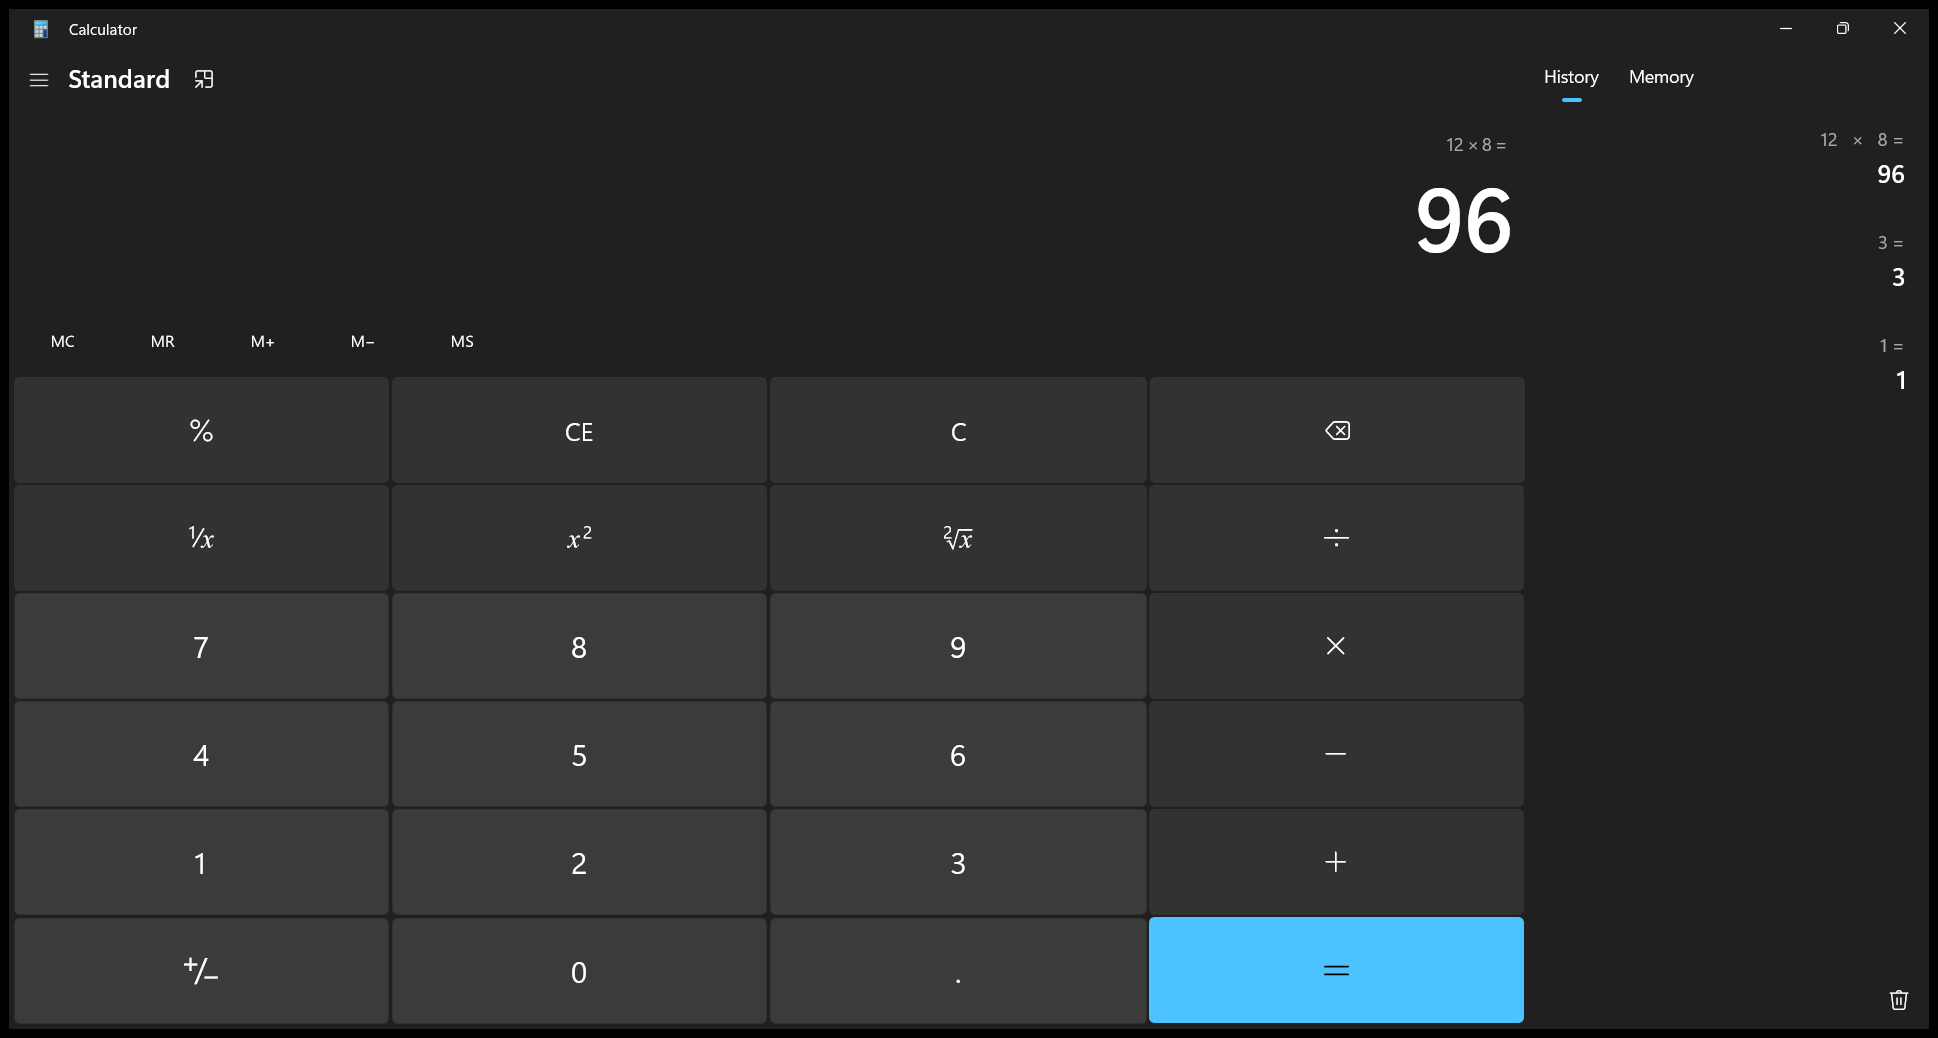 Calculator
Standard
History Memory
12 × 8 =
96
12 × 8 =
96
3 =
3
1 =
1
MC MR M+ M− MS
% CE C
¹/x x² ²√x ÷
7 8 9 ×
4 5 6 −
1 2 3 +
+/− 0 . =